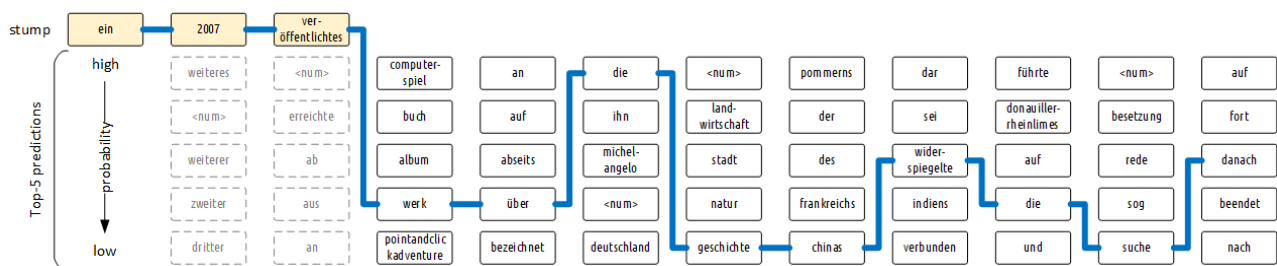 stump ein 2007 ver-
öffentlichtes
high weiteres <num> computer-
spiel an die <num> pommerns dar führte <num> auf
<num> erreichte buch auf ihn land-
wirtschaft der sei donauiller-
rheinlimes besetzung fort
Top-5 predictions
probability
weiterer ab album abseits michel-
angelo stadt des wider-
spiegelte auf rede danach
zweiter aus werk über <num> natur frankreichs indiens die sog beendet
low dritter an pointandclic
kadventure bezeichnet deutschland geschichte chinas verbunden und suche nach